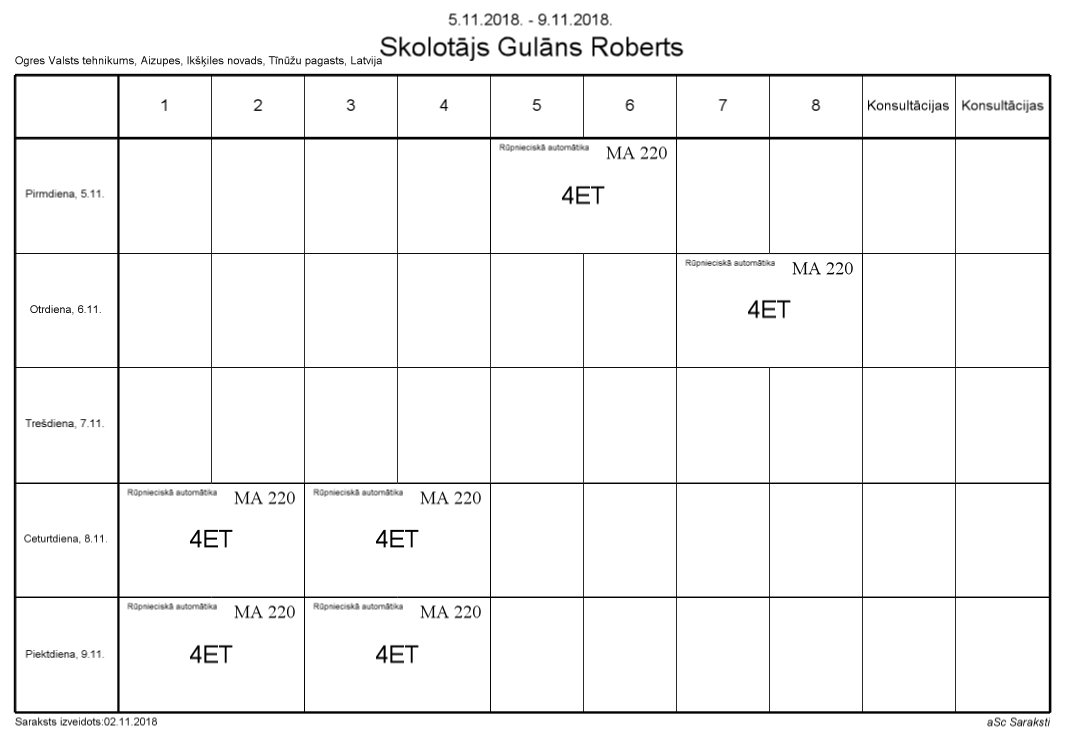 5.11.2018. - 9.11.2018.
Skolotājs Gulāns Roberts
Ogres Valsts tehnikums, Aizupes, Ikšķiles novads, Tīnūžu pagasts, Latvija
1 2 3 4 5 6 7 8 Konsultācijas Konsultācijas
Rūpnieciskā automātika MA 220
Pirmdiena, 5.11. 4ET
Rūpnieciskā automātika MA 220
Otrdiena, 6.11. 4ET
Trešdiena, 7.11.
Rūpnieciskā automātika MA 220 Rūpnieciskā automātika MA 220
Ceturtdiena, 8.11. 4ET 4ET
Rūpnieciskā automātika MA 220 Rūpnieciskā automātika MA 220
Piektdiena, 9.11. 4ET 4ET
Saraksts izveidots:02.11.2018 aSc Saraksti